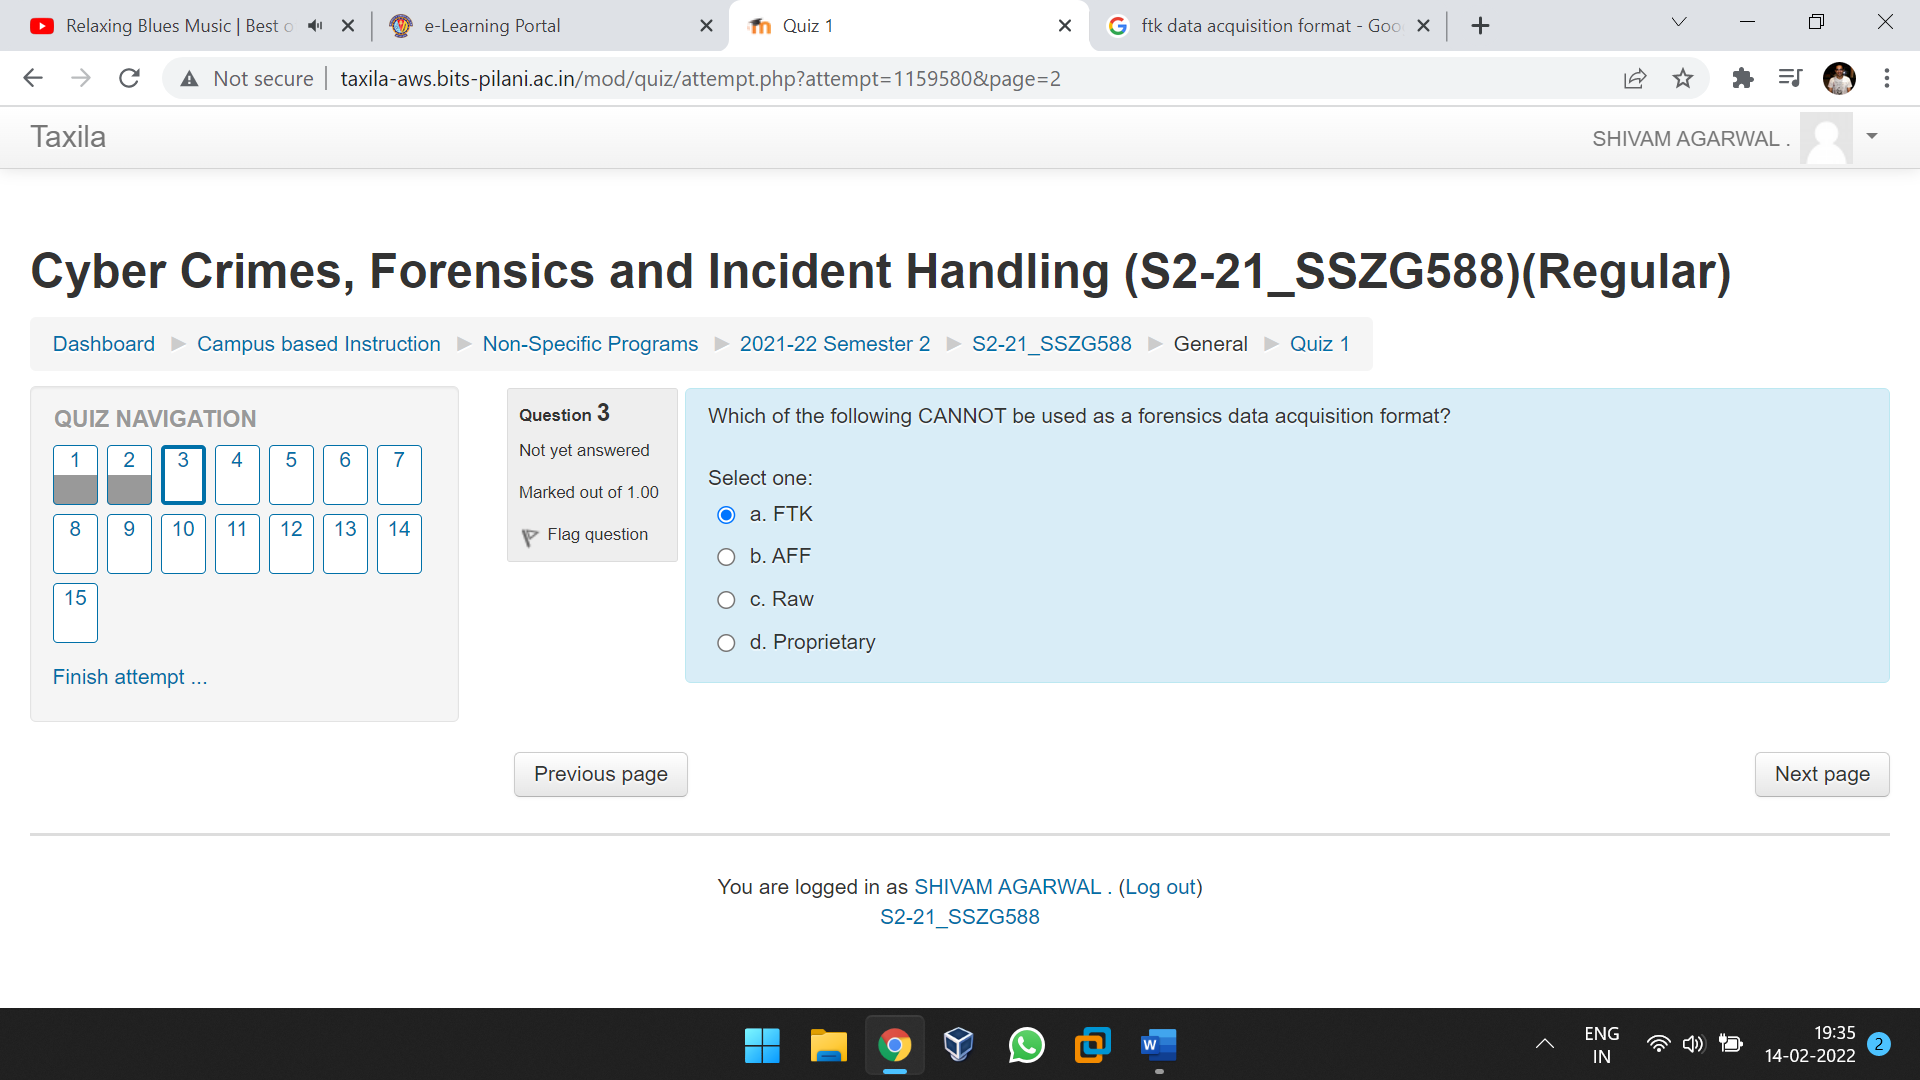 Relaxing Blues Music | Best o
e-Learning Portal
Quiz 1
ftk data acquisition format - Goo
Not secure
taxila-aws.bits-pilani.ac.in/mod/quiz/attempt.php?attempt=1159580&page=2
Taxila
SHIVAM AGARWAL .
Cyber Crimes, Forensics and Incident Handling (S2-21_SSZG588)(Regular)
Dashboard ► Campus based Instruction ► Non-Specific Programs ► 2021-22 Semester 2 ► S2-21_SSZG588 ► General ► Quiz 1
QUIZ NAVIGATION
1 2 3 4 5 6 7
8 9 10 11 12 13 14
15
Finish attempt ...
Question 3
Not yet answered
Marked out of 1.00
Flag question
Which of the following CANNOT be used as a forensics data acquisition format?
Select one:
a. FTK
b. AFF
c. Raw
d. Proprietary
Previous page
Next page
You are logged in as SHIVAM AGARWAL . (Log out)
S2-21_SSZG588
W
ENG
IN
19:35
14-02-2022
2